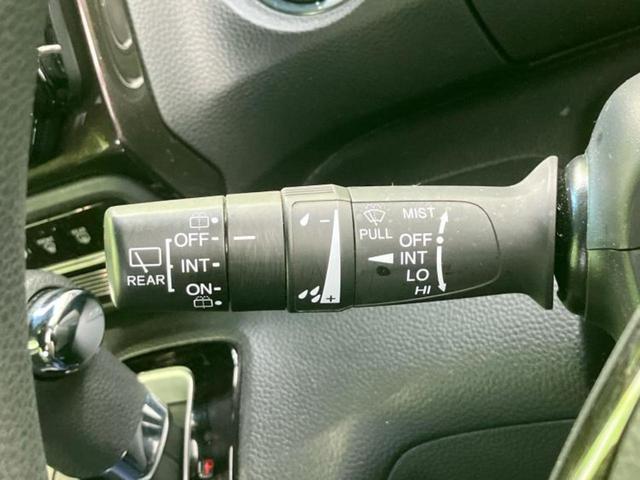 REAR
OFF
INT
ON
- +
PULL
MIST
OFF
INT
LO
HI